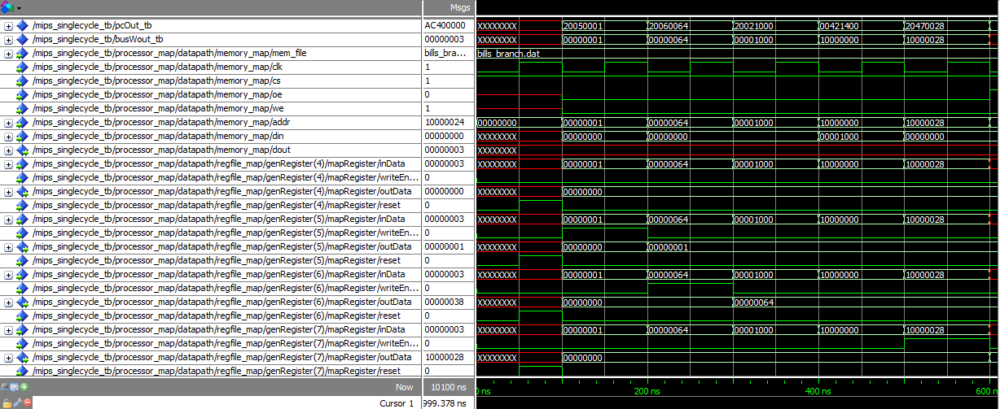 Msgs
/mips_singlecycle_tb/pcOut_tb AC400000 XXXXXXXX 20050001 20060064 20021000 00421400 20470028
/mips_singlecycle_tb/busWout_tb 00000003 XXXXXXXX 00000001 00000064 00001000 10000000 10000028
/mips_singlecycle_tb/processor_map/datapath/memory_map/mem_file bills_bra... bills_branch.dat
/mips_singlecycle_tb/processor_map/datapath/memory_map/clk 1
/mips_singlecycle_tb/processor_map/datapath/memory_map/cs 1
/mips_singlecycle_tb/processor_map/datapath/memory_map/oe 0
/mips_singlecycle_tb/processor_map/datapath/memory_map/we 1
/mips_singlecycle_tb/processor_map/datapath/memory_map/addr 10000024 00000000 00000001 00000064 00001000 10000000 10000028
/mips_singlecycle_tb/processor_map/datapath/memory_map/din 00000000 XXXXXXXX 00000000 00000000 00001000 00000000
/mips_singlecycle_tb/processor_map/datapath/memory_map/dout 00000003 XXXXXXXX
/mips_singlecycle_tb/processor_map/datapath/regfile_map/genRegister(4)/mapRegister/inData 00000003 XXXXXXXX 00000001 00000064 00001000 10000000 10000028
/mips_singlecycle_tb/processor_map/datapath/regfile_map/genRegister(4)/mapRegister/writeEn... 0
/mips_singlecycle_tb/processor_map/datapath/regfile_map/genRegister(4)/mapRegister/outData 00000000 XXXXXXXX 00000000
/mips_singlecycle_tb/processor_map/datapath/regfile_map/genRegister(4)/mapRegister/reset 0
/mips_singlecycle_tb/processor_map/datapath/regfile_map/genRegister(5)/mapRegister/inData 00000003 XXXXXXXX 00000001 00000064 00001000 10000000 10000028
/mips_singlecycle_tb/processor_map/datapath/regfile_map/genRegister(5)/mapRegister/writeEn... 0
/mips_singlecycle_tb/processor_map/datapath/regfile_map/genRegister(5)/mapRegister/outData 00000001 XXXXXXXX 00000000 00000001
/mips_singlecycle_tb/processor_map/datapath/regfile_map/genRegister(5)/mapRegister/reset 0
/mips_singlecycle_tb/processor_map/datapath/regfile_map/genRegister(6)/mapRegister/inData 00000003 XXXXXXXX 00000001 00000064 00001000 10000000 10000028
/mips_singlecycle_tb/processor_map/datapath/regfile_map/genRegister(6)/mapRegister/writeEn... 0
/mips_singlecycle_tb/processor_map/datapath/regfile_map/genRegister(6)/mapRegister/outData 00000038 XXXXXXXX 00000000 00000064
/mips_singlecycle_tb/processor_map/datapath/regfile_map/genRegister(6)/mapRegister/reset 0
/mips_singlecycle_tb/processor_map/datapath/regfile_map/genRegister(7)/mapRegister/inData 00000003 XXXXXXXX 00000001 00000064 00001000 10000000 10000028
/mips_singlecycle_tb/processor_map/datapath/regfile_map/genRegister(7)/mapRegister/writeEn... 0
/mips_singlecycle_tb/processor_map/datapath/regfile_map/genRegister(7)/mapRegister/outData 10000028 XXXXXXXX 00000000
/mips_singlecycle_tb/processor_map/datapath/regfile_map/genRegister(7)/mapRegister/reset 0
Now 10100 ns 0 ns 200 ns 400 ns 600 n
Cursor 1 999.378 ns